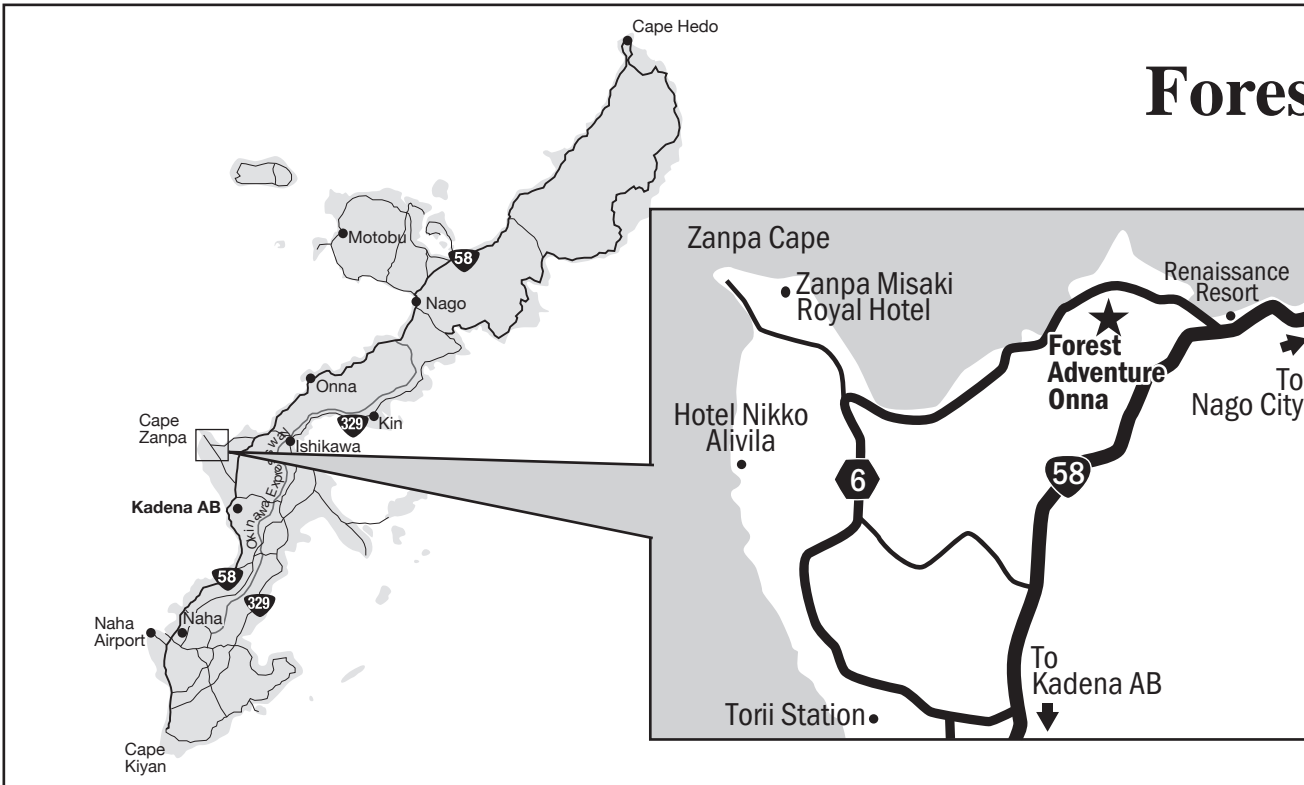 Cape Hedo
Fores
Motobu
58
Nago
Onna
Cape
Zanpa
329
Kin
Ishikawa
Okinawa Expressway
Kadena AB
58
329
Naha
Airport
Naha
Cape
Kiyan
Zanpa Cape
Zanpa Misaki
Royal Hotel
Renaissance
Resort
Forest
Adventure
Onna
To
Nago City
Hotel Nikko
Alivila
6
58
To
Kadena AB
Torii Station